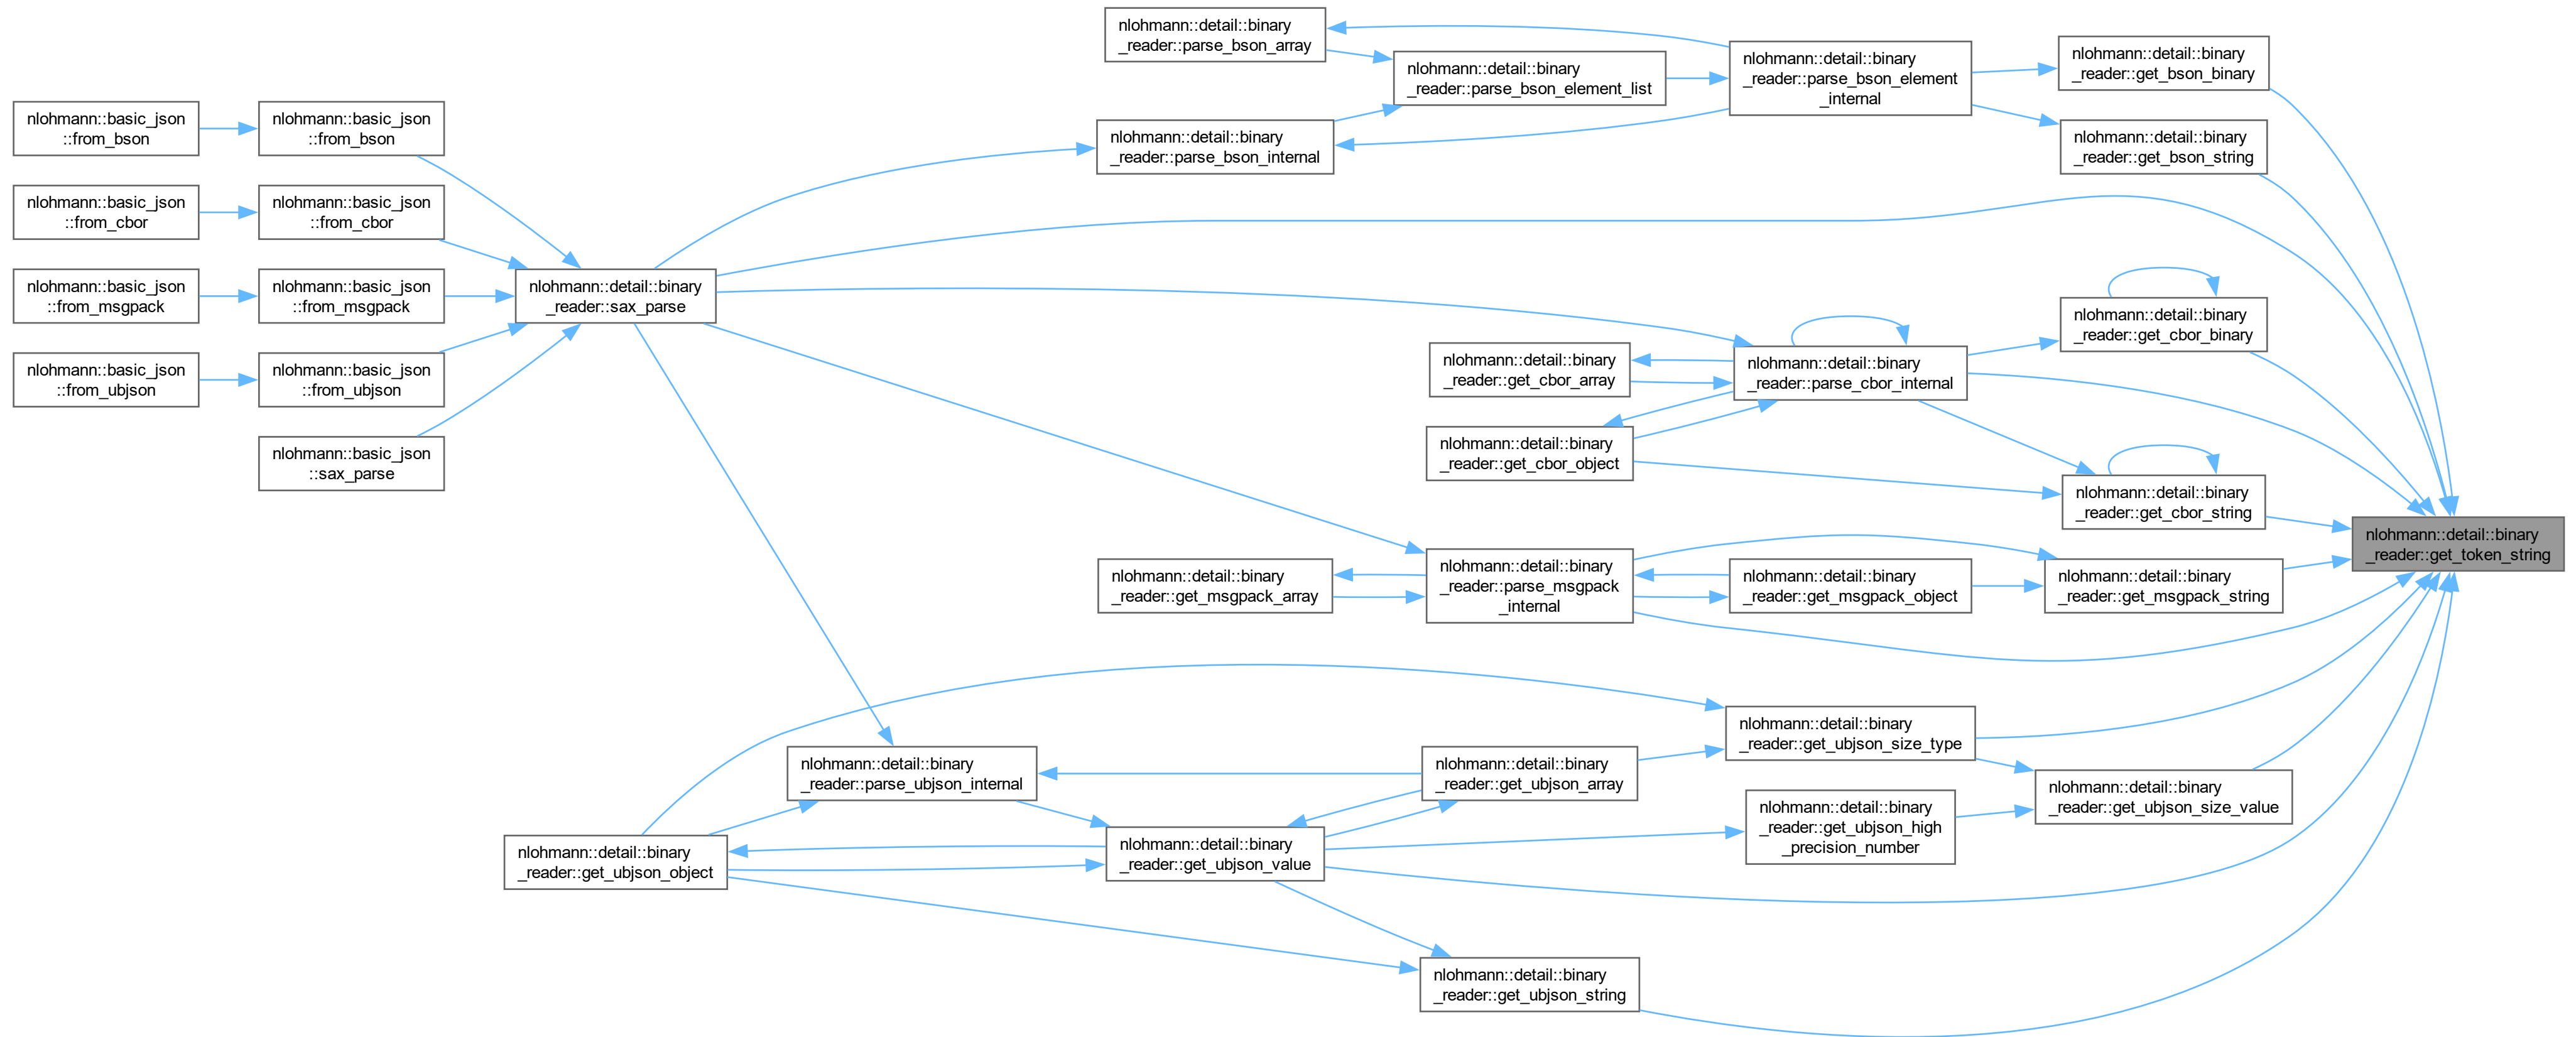 nlohmann::detail::binary
_reader::parse_bson_array
nlohmann::detail::binary
_reader::parse_bson_element_list
nlohmann::detail::binary
_reader::parse_bson_element
_internal
nlohmann::detail::binary
_reader::get_bson_binary
nlohmann::basic_json
::from_bson
nlohmann::basic_json
::from_bson
nlohmann::detail::binary
_reader::parse_bson_internal
nlohmann::detail::binary
_reader::get_bson_string
nlohmann::basic_json
::from_cbor
nlohmann::basic_json
::from_cbor
nlohmann::basic_json
::from_msgpack
nlohmann::basic_json
::from_msgpack
nlohmann::detail::binary
_reader::sax_parse
nlohmann::detail::binary
_reader::get_cbor_binary
nlohmann::basic_json
::from_ubjson
nlohmann::basic_json
::from_ubjson
nlohmann::detail::binary
_reader::get_cbor_array
nlohmann::detail::binary
_reader::parse_cbor_internal
nlohmann::basic_json
::sax_parse
nlohmann::detail::binary
_reader::get_cbor_object
nlohmann::detail::binary
_reader::get_cbor_string
nlohmann::detail::binary
_reader::get_token_string
nlohmann::detail::binary
_reader::get_msgpack_array
nlohmann::detail::binary
_reader::parse_msgpack
_internal
nlohmann::detail::binary
_reader::get_msgpack_object
nlohmann::detail::binary
_reader::get_msgpack_string
nlohmann::detail::binary
_reader::get_ubjson_size_type
nlohmann::detail::binary
_reader::parse_ubjson_internal
nlohmann::detail::binary
_reader::get_ubjson_array
nlohmann::detail::binary
_reader::get_ubjson_size_value
nlohmann::detail::binary
_reader::get_ubjson_high
_precision_number
nlohmann::detail::binary
_reader::get_ubjson_object
nlohmann::detail::binary
_reader::get_ubjson_value
nlohmann::detail::binary
_reader::get_ubjson_string